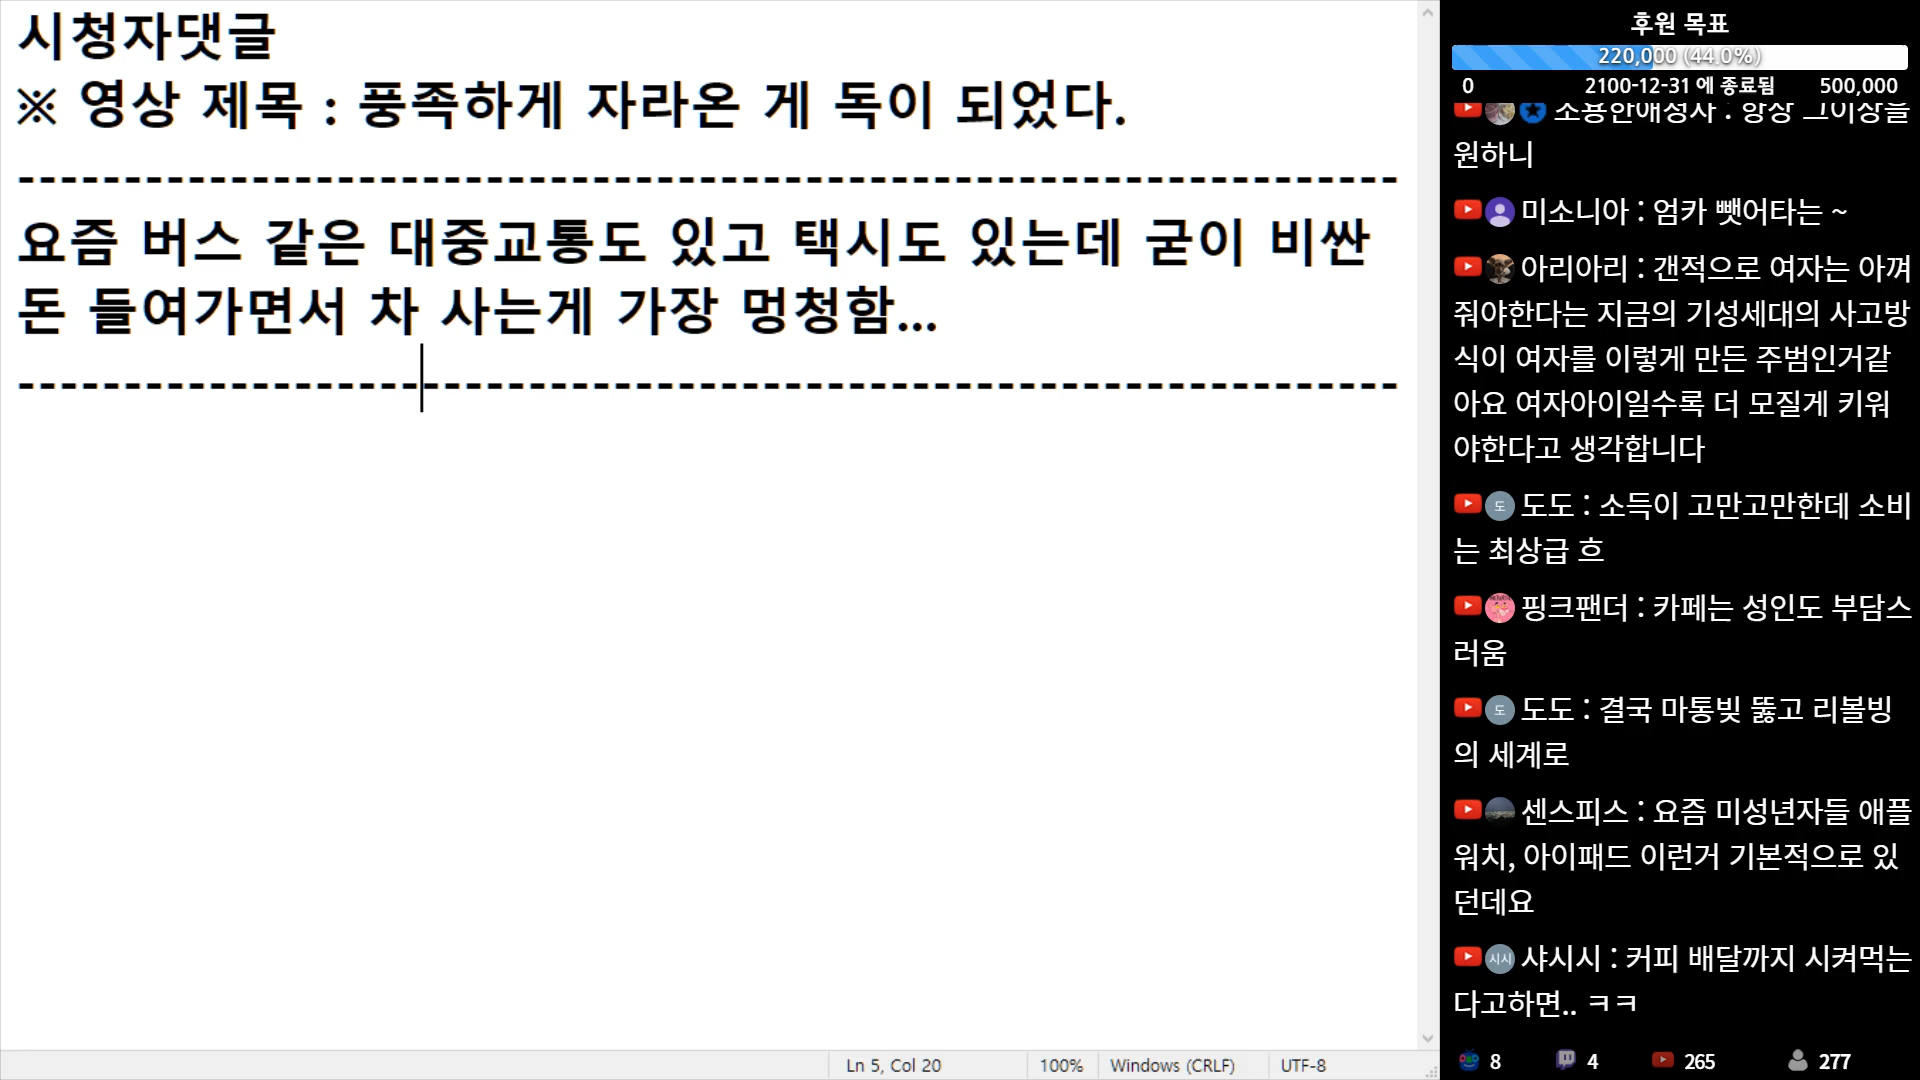 시청자댓글
※ 영상 제목 : 풍족하게 자라온 게 독이 되었다.
------------------------------------------------------------------
요즘 버스 같은 대중교통도 있고 택시도 있는데 굳이 비싼
돈 들여가면서 차 사는게 가장 멍청함...
------------------------------------------------------------------
Ln 5, Col 20
100%
Windows (CRLF)
UTF-8
후원 목표
220,000 (44.0%)
0 2100-12-31 에 종료됨 500,000
원하니
미소니아 : 엄카 뺏어타는 ~
아리아리 : 갠적으로 여자는 아껴
줘야한다는 지금의 기성세대의 사고방
식이 여자를 이렇게 만든 주범인거같
아요 여자아이일수록 더 모질게 키워
야한다고 생각합니다
도 도도 : 소득이 고만고만한데 소비
는 최상급 흐
핑크팬더 : 카페는 성인도 부담스
러움
도 도도 : 결국 마통빚 뚫고 리볼빙
의 세계로
센스피스 : 요즘 미성년자들 애플
워치, 아이패드 이런거 기본적으로 있
던데요
시시 샤시시 : 커피 배달까지 시켜먹는
다고하면.. ㅋㅋ
8 4 265 277